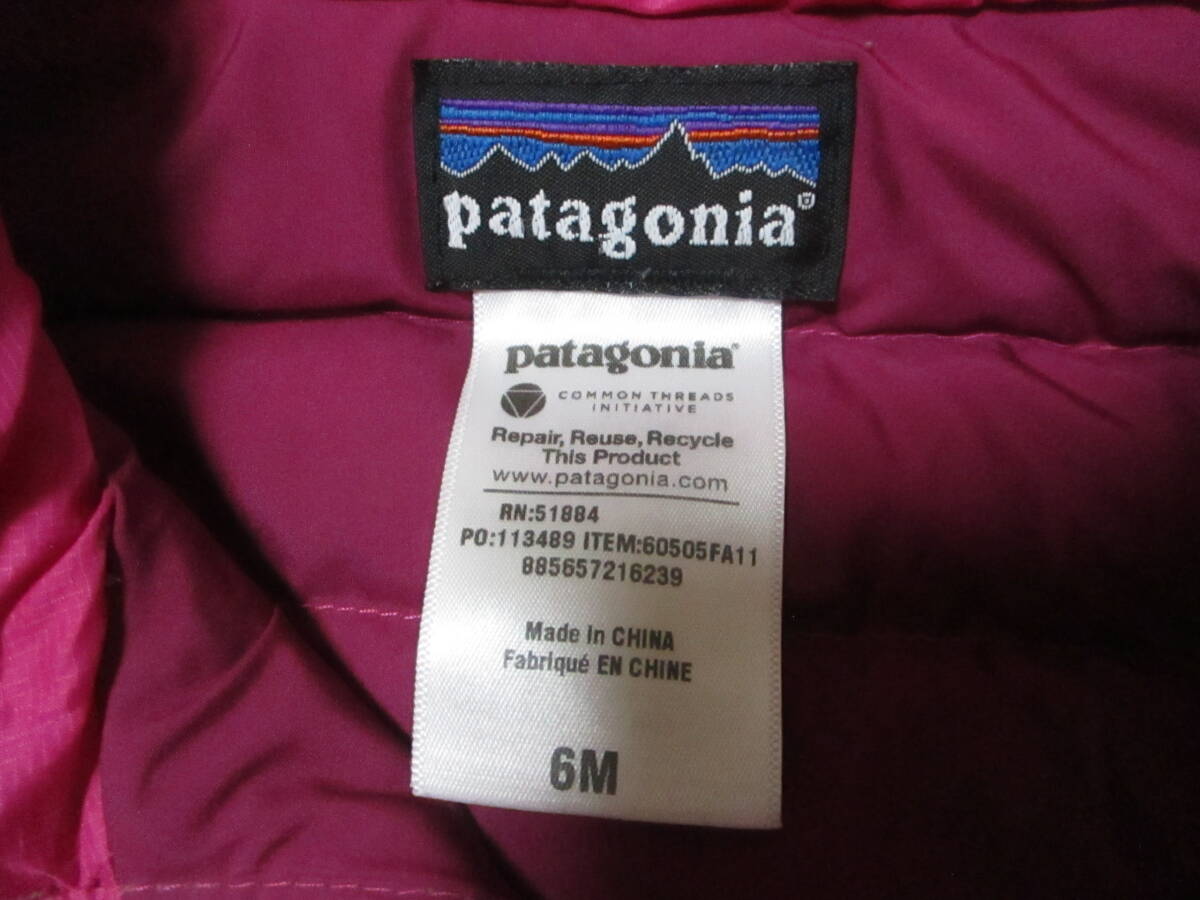 patagonia®
patagonia®
COMMON THREADS
INITIATIVE
Repair, Reuse, Recycle
This Product
www.patagonia.com
RN:51884
PO:113489 ITEM:60505FA11
885657216239
Made in CHINA
Fabriqué EN CHINE
6M